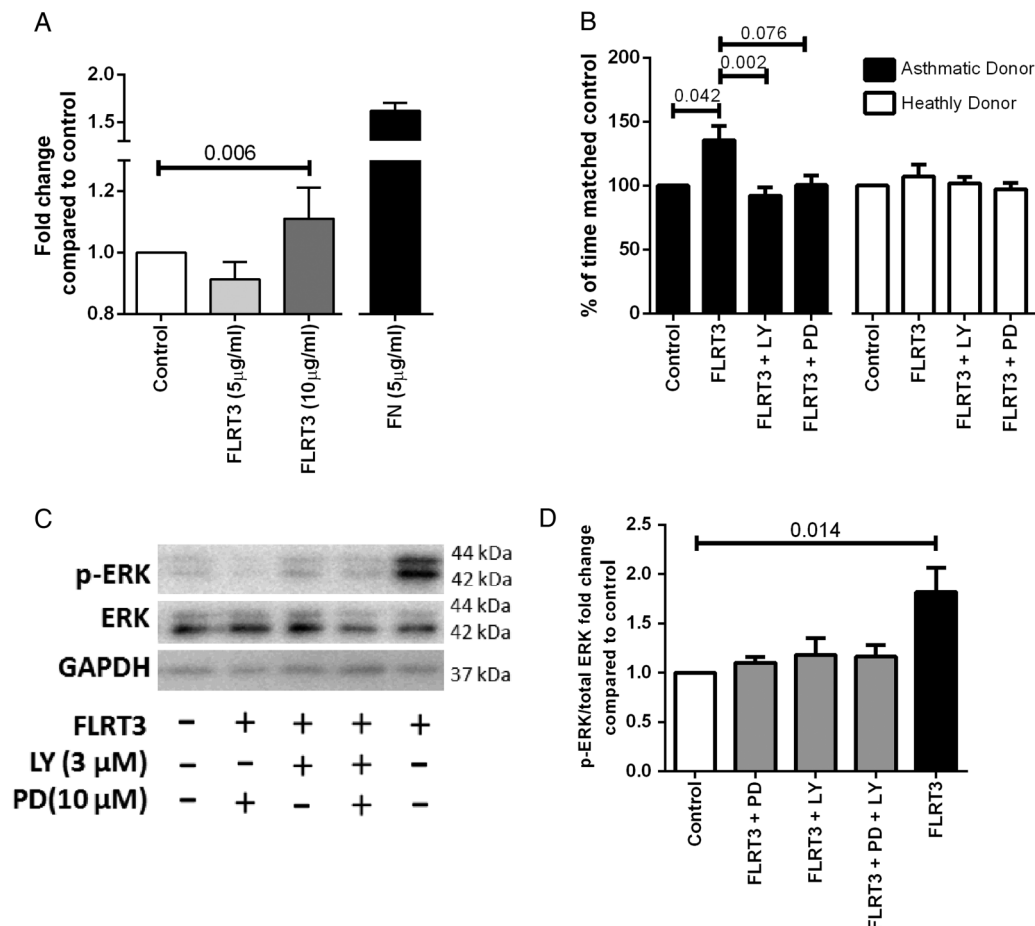 A
Fold change
compared to control
2.0
1.5
1.2
1.0
0.8
0.006
Control
FLRT3 (5µg/ml)
FLRT3 (10µg/ml)
FN (5µg/ml)
B
% of time matched control
200
150
100
50
0
0.076
0.002
0.042
Asthmatic Donor
Heathly Donor
Control
FLRT3
FLRT3 + LY
FLRT3 + PD
Control
FLRT3
FLRT3 + LY
FLRT3 + PD
C
p-ERK
44 kDa
42 kDa
ERK
44 kDa
42 kDa
GAPDH
37 kDa
FLRT3 - + + + +
LY (3 µM) - - + + -
PD(10 µM) - + - + -
D
p-ERK/total ERK fold change
compared to control
2.5
2.0
1.5
1.0
0.5
0.0
0.014
Control
FLRT3 + PD
FLRT3 + LY
FLRT3 + PD + LY
FLRT3